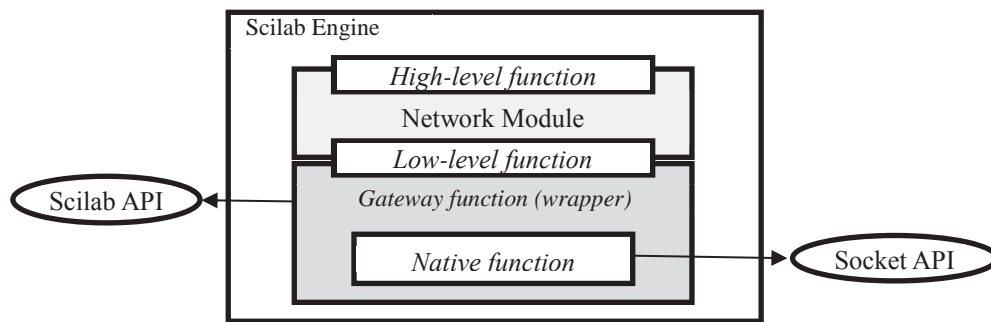 Scilab Engine
High-level function
Network Module
Low-level function
Scilab API
Gateway function (wrapper)
Native function
Socket API